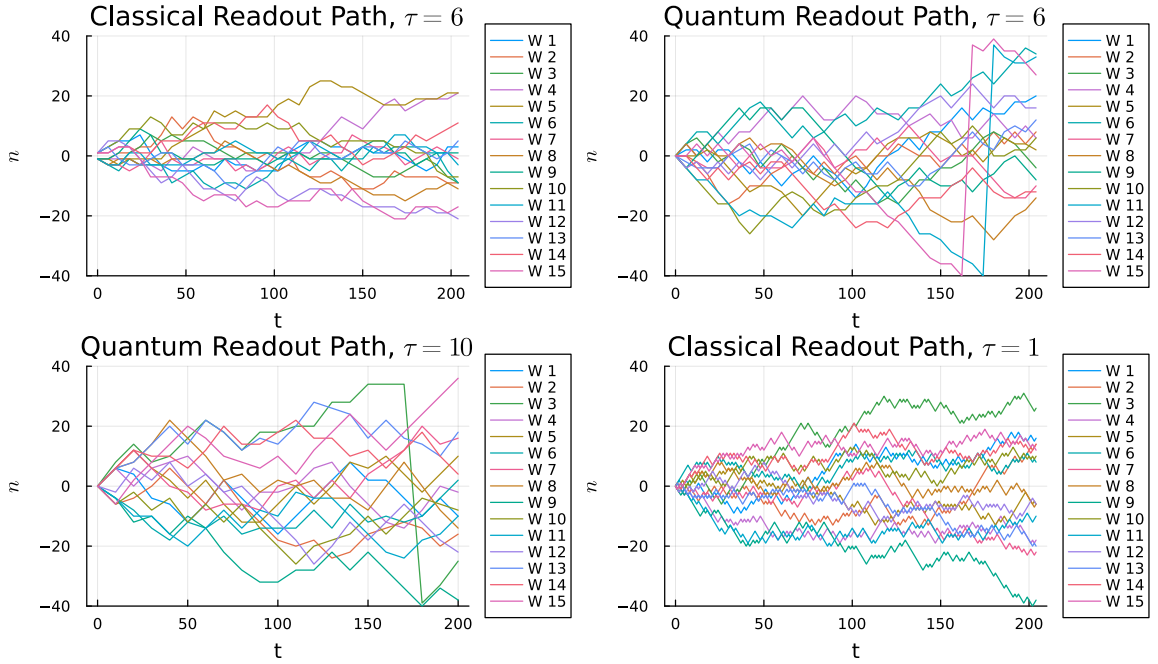 Classical Readout Path, τ = 6
40
20
0
−20
−40
n
0
50
100
150
200
t
W 1
W 2
W 3
W 4
W 5
W 6
W 7
W 8
W 9
W 10
W 11
W 12
W 13
W 14
W 15
Quantum Readout Path, τ = 6
40
20
0
−20
−40
n
0
50
100
150
200
t
W 1
W 2
W 3
W 4
W 5
W 6
W 7
W 8
W 9
W 10
W 11
W 12
W 13
W 14
W 15
Quantum Readout Path, τ = 10
40
20
0
−20
−40
n
0
50
100
150
200
t
W 1
W 2
W 3
W 4
W 5
W 6
W 7
W 8
W 9
W 10
W 11
W 12
W 13
W 14
W 15
Classical Readout Path, τ = 1
40
20
0
−20
−40
n
0
50
100
150
200
t
W 1
W 2
W 3
W 4
W 5
W 6
W 7
W 8
W 9
W 10
W 11
W 12
W 13
W 14
W 15